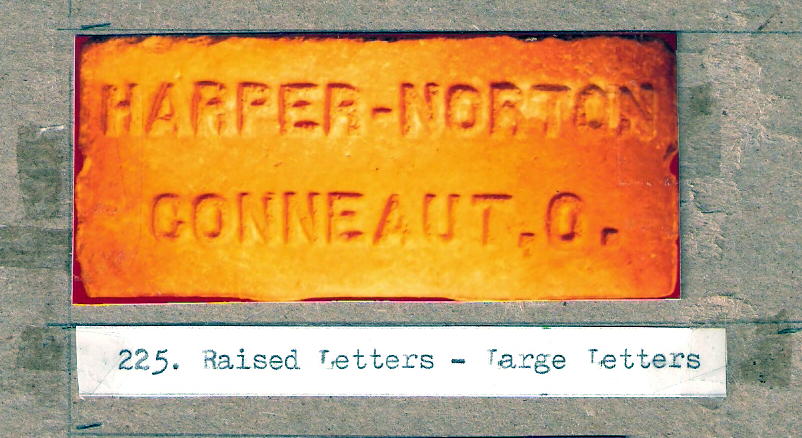 HARPER-NORTON
CONNEAUT,O.
225. Raised Letters - Large Letters